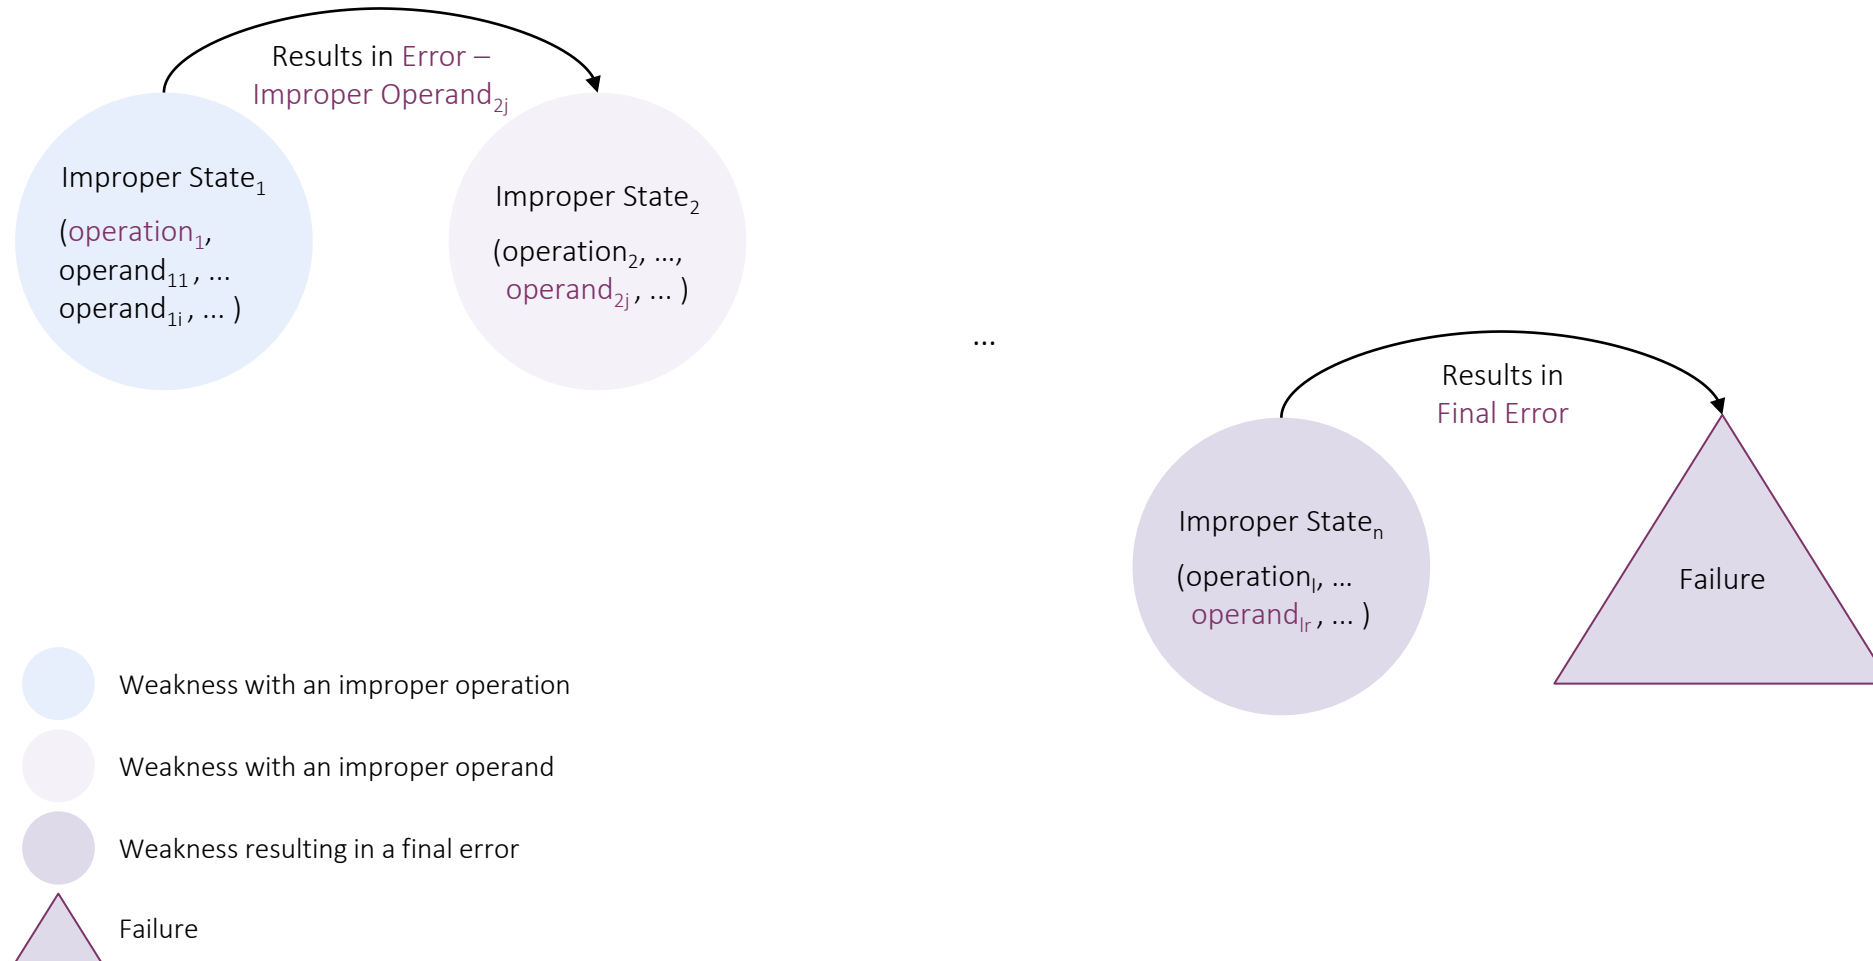 Results in Error –
Improper Operand₂ⱼ
Improper State₁
(operation₁,
operand₁₁ , ...
operand₁ᵢ , ... )
Improper State₂
(operation₂, ...,
operand₂ⱼ , ... )
...
Results in
Final Error
Improper Stateₙ
(operationₗ, ...
operandₗᵣ , ... )
Failure
Weakness with an improper operation
Weakness with an improper operand
Weakness resulting in a final error
Failure